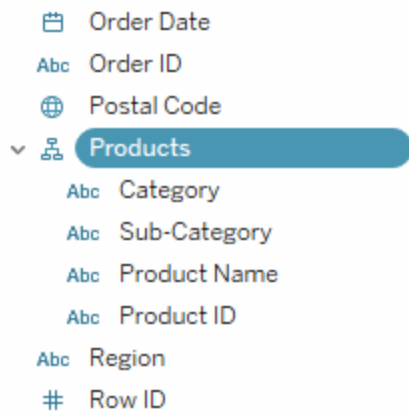 Order Date
Abc Order ID
Postal Code
Products
Abc Category
Abc Sub-Category
Abc Product Name
Abc Product ID
Abc Region
# Row ID